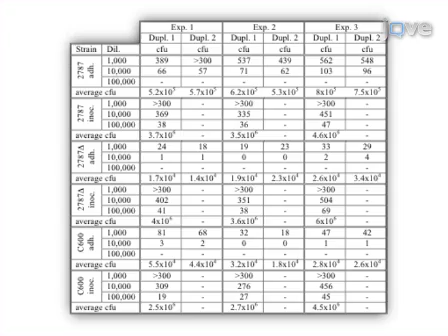 jove
Exp. 1 Exp. 2 Exp. 3
Dupl. 1 Dupl. 2 Dupl. 1 Dupl. 2 Dupl. 1 Dupl. 2
Strain Dil. cfu cfu cfu cfu cfu cfu
2787 adh. 1,000 389 >300 537 439 562 548
10,000 66 57 71 62 103 96
100,000 - - - - - -
average cfu 5.2x10⁵ 5.7x10⁵ 6.2x10⁵ 5.3x10⁵ 8x10⁵ 7.5x10⁵
2787 inoc. 1,000 >300 - >300 - >300 -
10,000 369 - 335 - 451 -
100,000 38 - 36 - 47 -
average cfu 3.7x10⁶ - 3.5x10⁶ - 4.6x10⁶ -
2787Δ adh. 1,000 24 18 19 23 33 29
10,000 1 1 0 0 2 4
100,000 - - - - - -
average cfu 1.7x10⁴ 1.4x10⁴ 1.9x10⁴ 2.3x10⁴ 2.6x10⁴ 3.4x10⁴
2787Δ inoc. 1,000 >300 - >300 - >300 -
10,000 402 - 351 - 504 -
100,000 41 - 38 - 69 -
average cfu 4x10⁶ - 3.6x10⁶ - 6x10⁶ -
C600 adh. 1,000 81 68 32 18 47 42
10,000 3 2 0 0 1 1
100,000 - - - - - -
average cfu 5.5x10⁴ 4.4x10⁴ 3.2x10⁴ 1.8x10⁴ 2.8x10⁴ 2.6x10⁴
C600 inoc. 1,000 >300 - >300 - >300 -
10,000 309 - 276 - 456 -
100,000 19 - 27 - 45 -
average cfu 2.5x10⁶ - 2.7x10⁶ - 4.5x10⁶ -